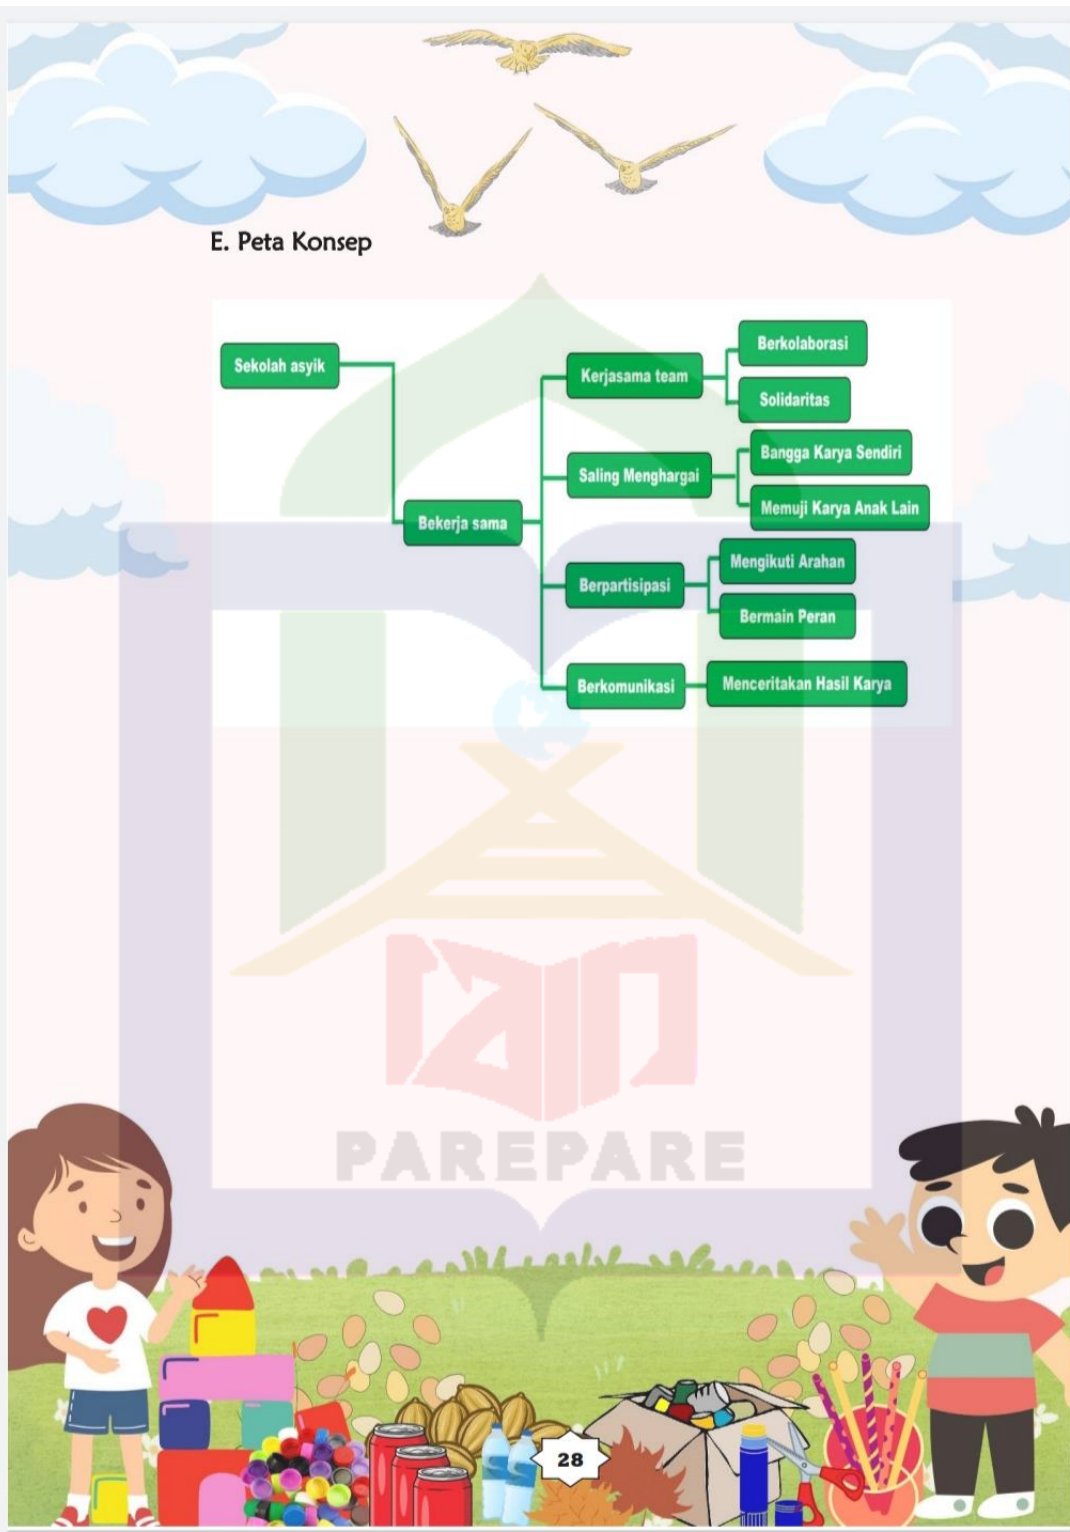 E. Peta Konsep
Sekolah asyik
Bekerja sama
Kerjasama team
Berkolaborasi
Solidaritas
Saling Menghargai
Bangga Karya Sendiri
Memuji Karya Anak Lain
Berpartisipasi
Mengikuti Arahan
Bermain Peran
Berkomunikasi
Menceritakan Hasil Karya
iain
PAREPARE
28